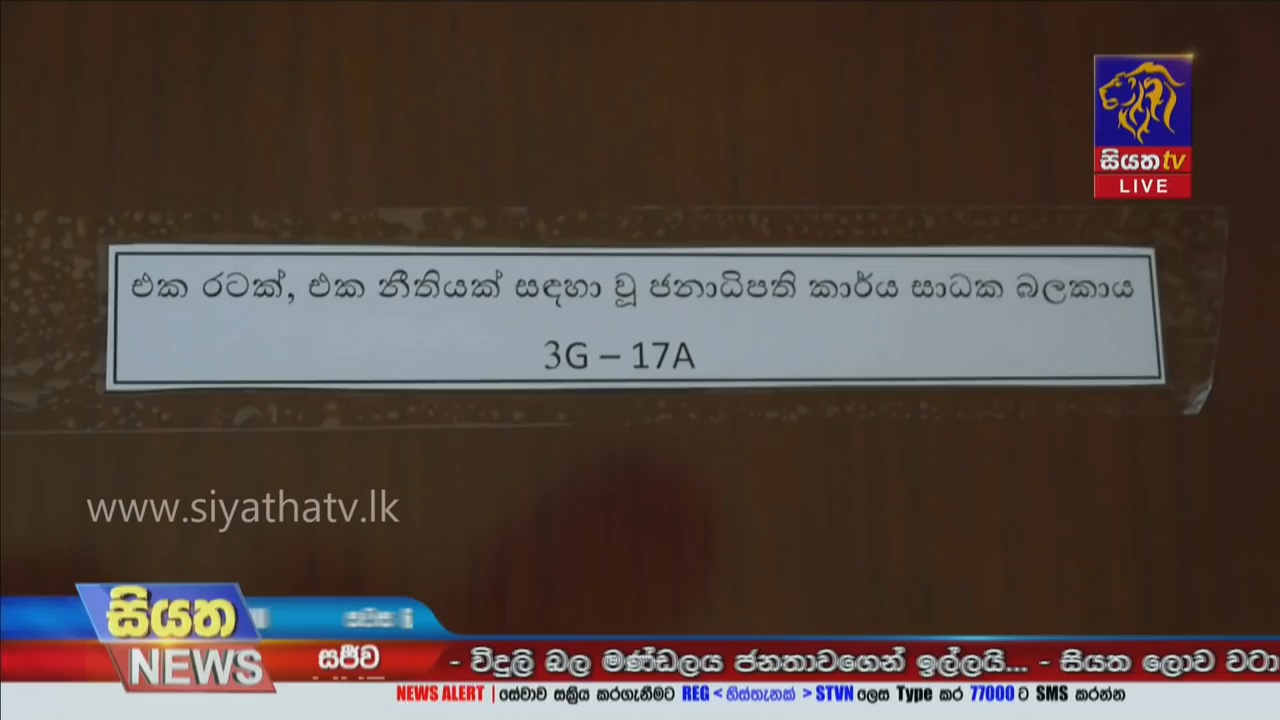 සියත tv
LIVE
එක රටක්, එක නීතියක් සඳහා වූ ජනාධිපති කාර්ය සාධක බලකාය
3G – 17A
www.siyathatv.lk
සියත
NEWS
සජීව
- විදුලි බල මණ්ඩලය ජනතාවගෙන් ඉල්ලයි... - සියත ලොව වටා
NEWS ALERT | සේවාව සක්‍රිය කරගැනීමට REG < හිස්තැනක් > STVN ලෙස Type කර 77000 ට SMS කරන්න